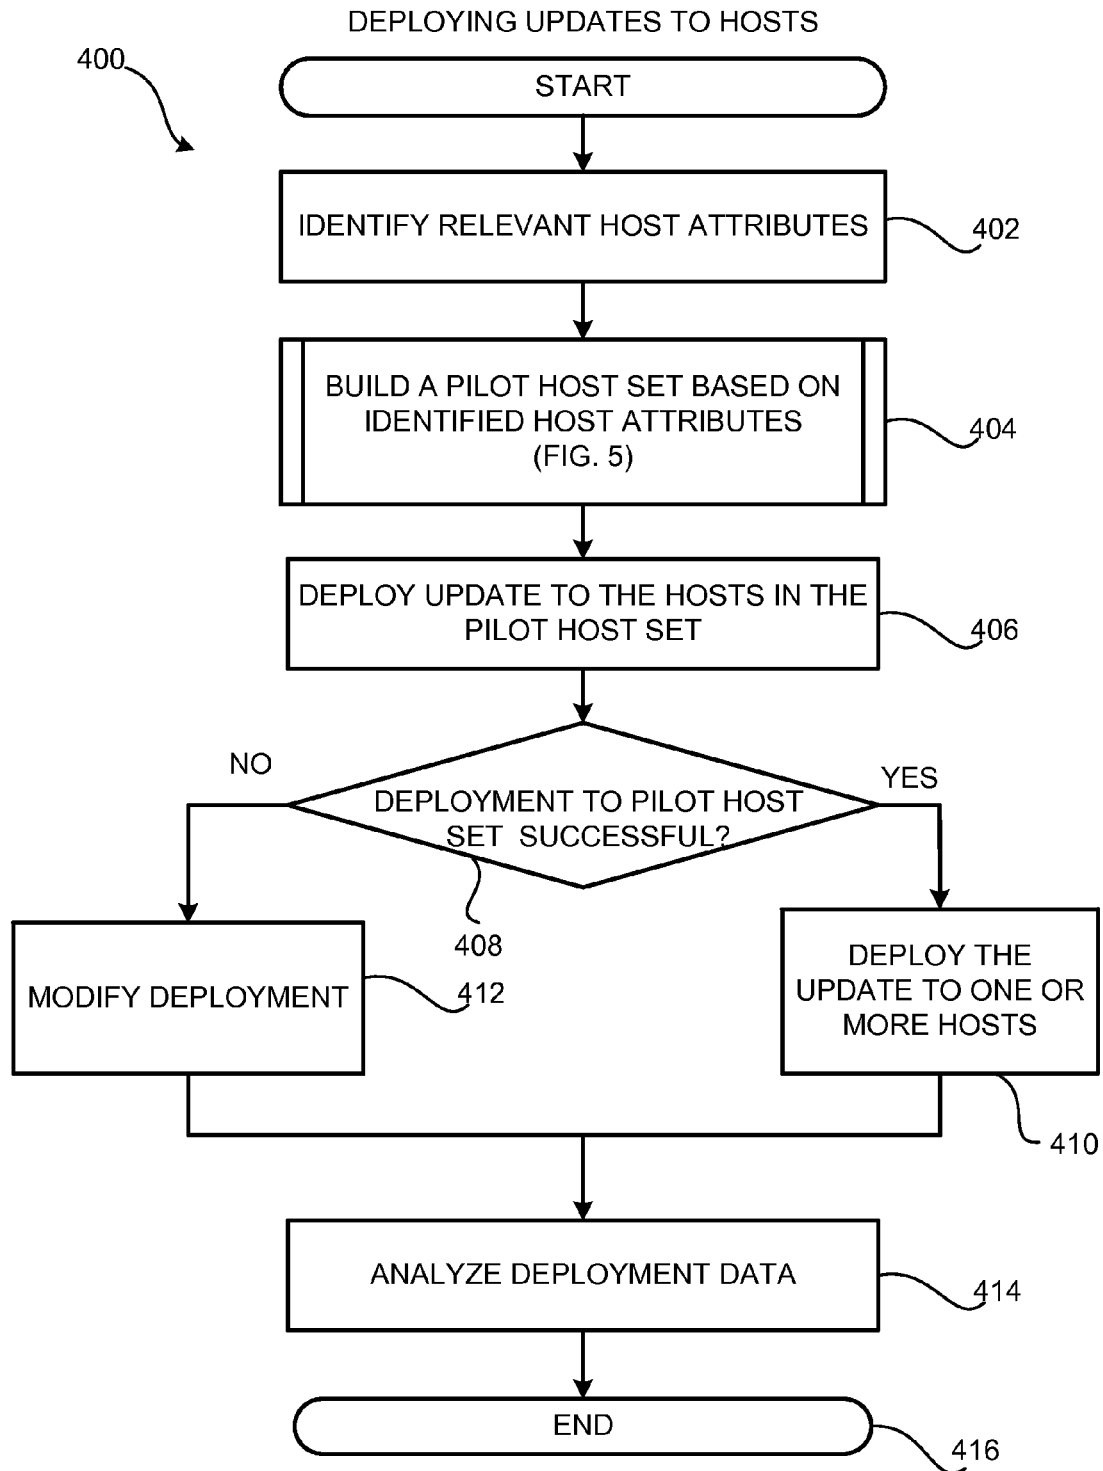 DEPLOYING UPDATES TO HOSTS
400
START
IDENTIFY RELEVANT HOST ATTRIBUTES
402
BUILD A PILOT HOST SET BASED ON
IDENTIFIED HOST ATTRIBUTES
(FIG. 5)
404
DEPLOY UPDATE TO THE HOSTS IN THE
PILOT HOST SET
406
NO
YES
DEPLOYMENT TO PILOT HOST
SET SUCCESSFUL?
408
MODIFY DEPLOYMENT
412
DEPLOY THE
UPDATE TO ONE OR
MORE HOSTS
410
ANALYZE DEPLOYMENT DATA
414
END
416